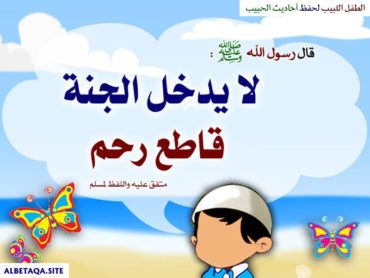 الطفل اللبيب لحفظ أحاديث الحبيب
قال رسول الله ﷺ :
لا يدخل الجنة
قاطع رحم
متفق عليه واللفظ لمسلم
ALBETAQA.SITE